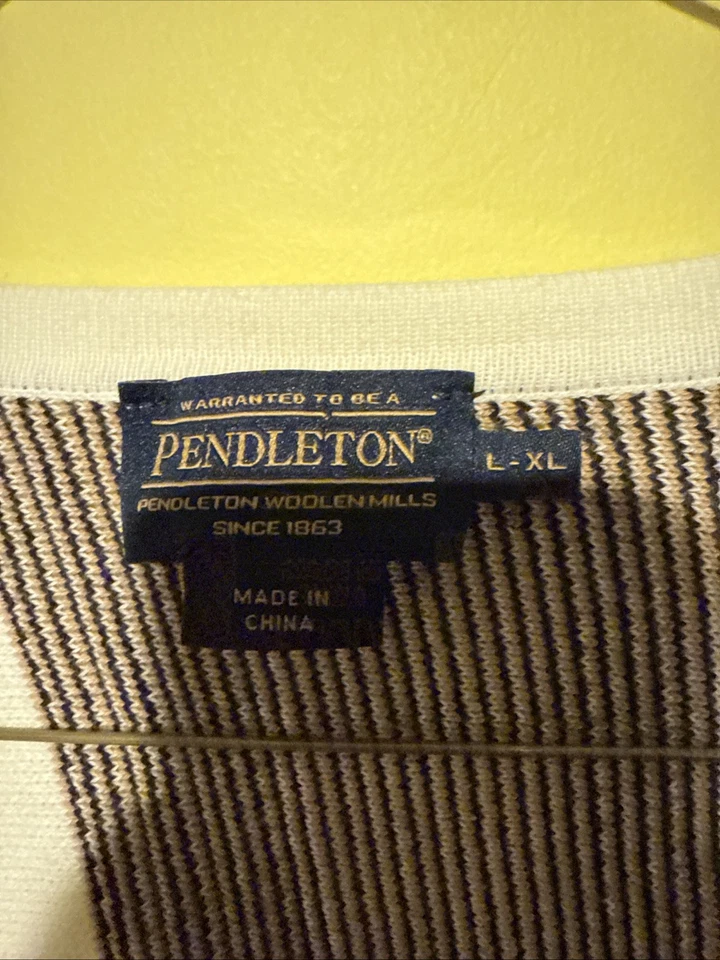 WARRANTED TO BE A
PENDLETON®
PENDLETON WOOLEN MILLS
SINCE 1863
L-XL
MADE IN
CHINA